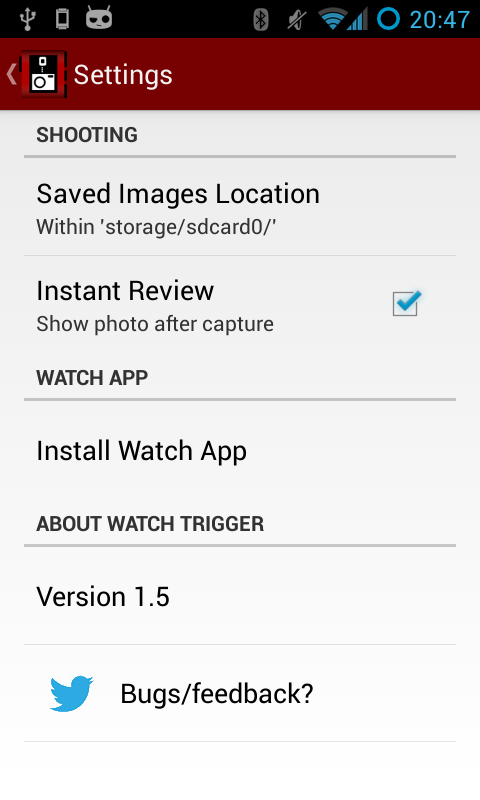 20:47
Settings
SHOOTING
Saved Images Location
Within 'storage/sdcard0/'
Instant Review
Show photo after capture
WATCH APP
Install Watch App
ABOUT WATCH TRIGGER
Version 1.5
Bugs/feedback?